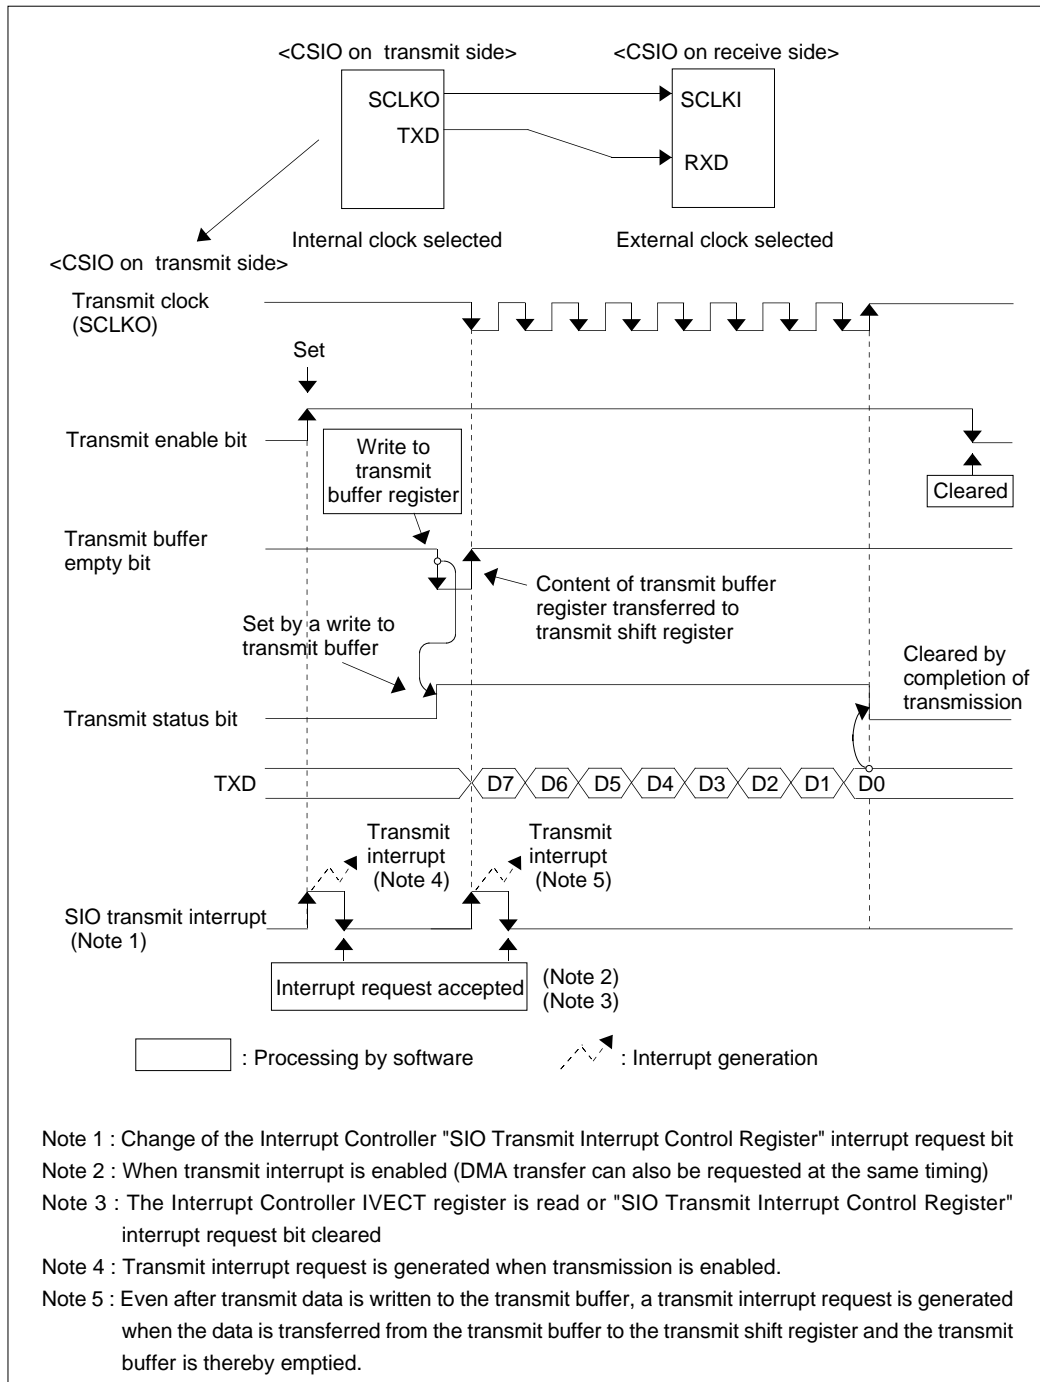 <CSIO on transmit side>
<CSIO on receive side>
SCLKO
SCLKI
TXD
RXD
Internal clock selected
External clock selected
<CSIO on transmit side>
Transmit clock
(SCLKO)
Set
Transmit enable bit
Write to
transmit
buffer register
Cleared
Transmit buffer
empty bit
Content of transmit buffer
register transferred to
transmit shift register
Set by a write to
transmit buffer
Cleared by
completion of
transmission
Transmit status bit
TXD
D7 D6 D5 D4 D3 D2 D1 D0
Transmit
interrupt
(Note 4)
Transmit
interrupt
(Note 5)
SIO transmit interrupt
(Note 1)
Interrupt request accepted
(Note 2)
(Note 3)
: Processing by software
: Interrupt generation
Note 1 : Change of the Interrupt Controller "SIO Transmit Interrupt Control Register" interrupt request bit
Note 2 : When transmit interrupt is enabled (DMA transfer can also be requested at the same timing)
Note 3 : The Interrupt Controller IVECT register is read or "SIO Transmit Interrupt Control Register"
interrupt request bit cleared
Note 4 : Transmit interrupt request is generated when transmission is enabled.
Note 5 : Even after transmit data is written to the transmit buffer, a transmit interrupt request is generated
when the data is transferred from the transmit buffer to the transmit shift register and the transmit
buffer is thereby emptied.